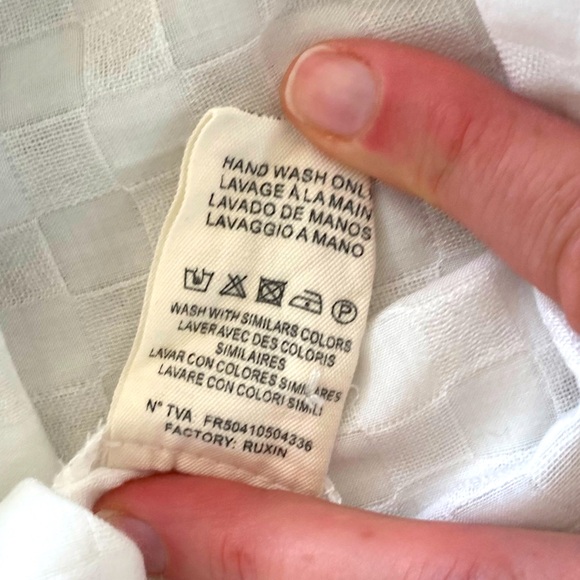 HAND WASH ONL
LAVAGE À LA MAIN
LAVADO DE MANOS
LAVAGGIO A MANO
P
WASH WITH SIMILARS COLORS
LAVER AVEC DES COLORIS
SIMILAIRES
LAVAR CON COLORES SIMILARES
LAVARE CON COLORI SIMILI
N° TVA FR50410504336
FACTORY: RUXIN